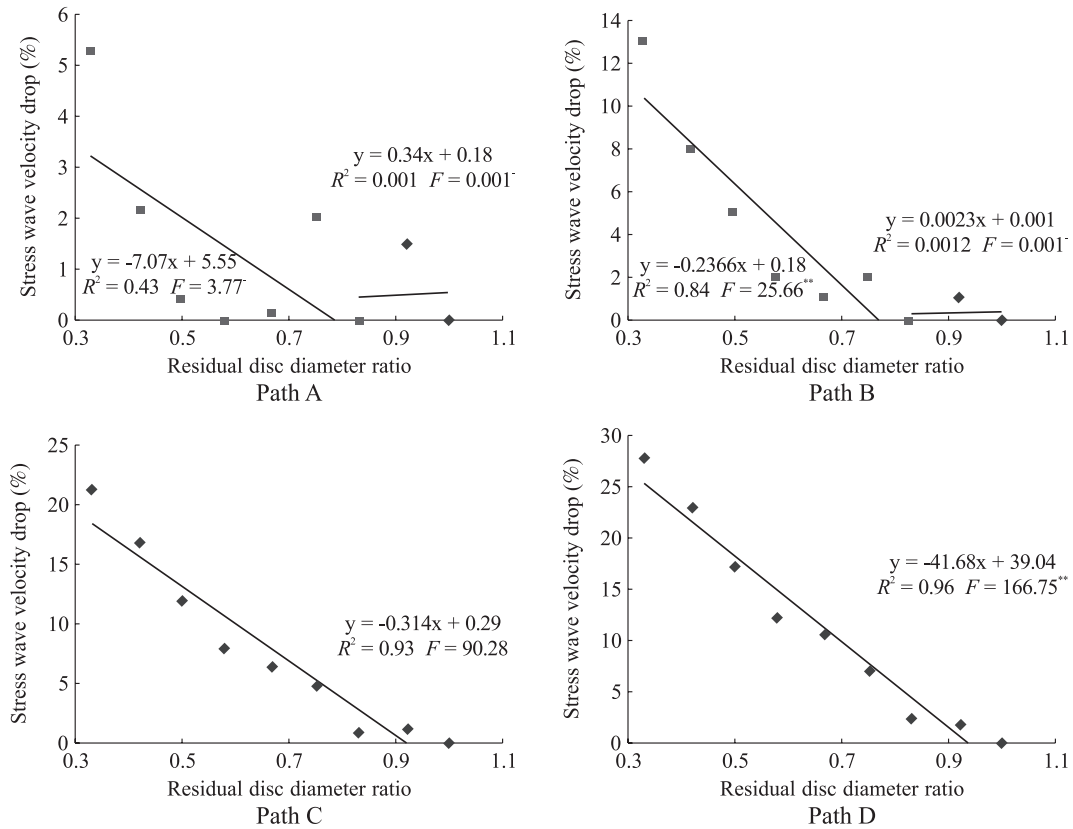 Stress wave velocity drop (%)
6
5
4
3
2
1
0
0.3
0.5
0.7
0.9
1.1
y = 0.34x + 0.18
R² = 0.001 F = 0.001⁻
y = -7.07x + 5.55
R² = 0.43 F = 3.77⁻
Residual disc diameter ratio
Path A
Stress wave velocity drop (%)
14
12
10
8
6
4
2
0
0.3
0.5
0.7
0.9
1.1
y = 0.0023x + 0.001
R² = 0.0012 F = 0.001⁻
y = -0.2366x + 0.18
R² = 0.84 F = 25.66**
Residual disc diameter ratio
Path B
Stress wave velocity drop (%)
25
20
15
10
5
0
0.3
0.5
0.7
0.9
1.1
y = -0.314x + 0.29
R² = 0.93 F = 90.28
Residual disc diameter ratio
Path C
Stress wave velocity drop (%)
30
25
20
15
10
5
0
0.3
0.5
0.7
0.9
1.1
y = -41.68x + 39.04
R² = 0.96 F = 166.75**
Residual disc diameter ratio
Path D